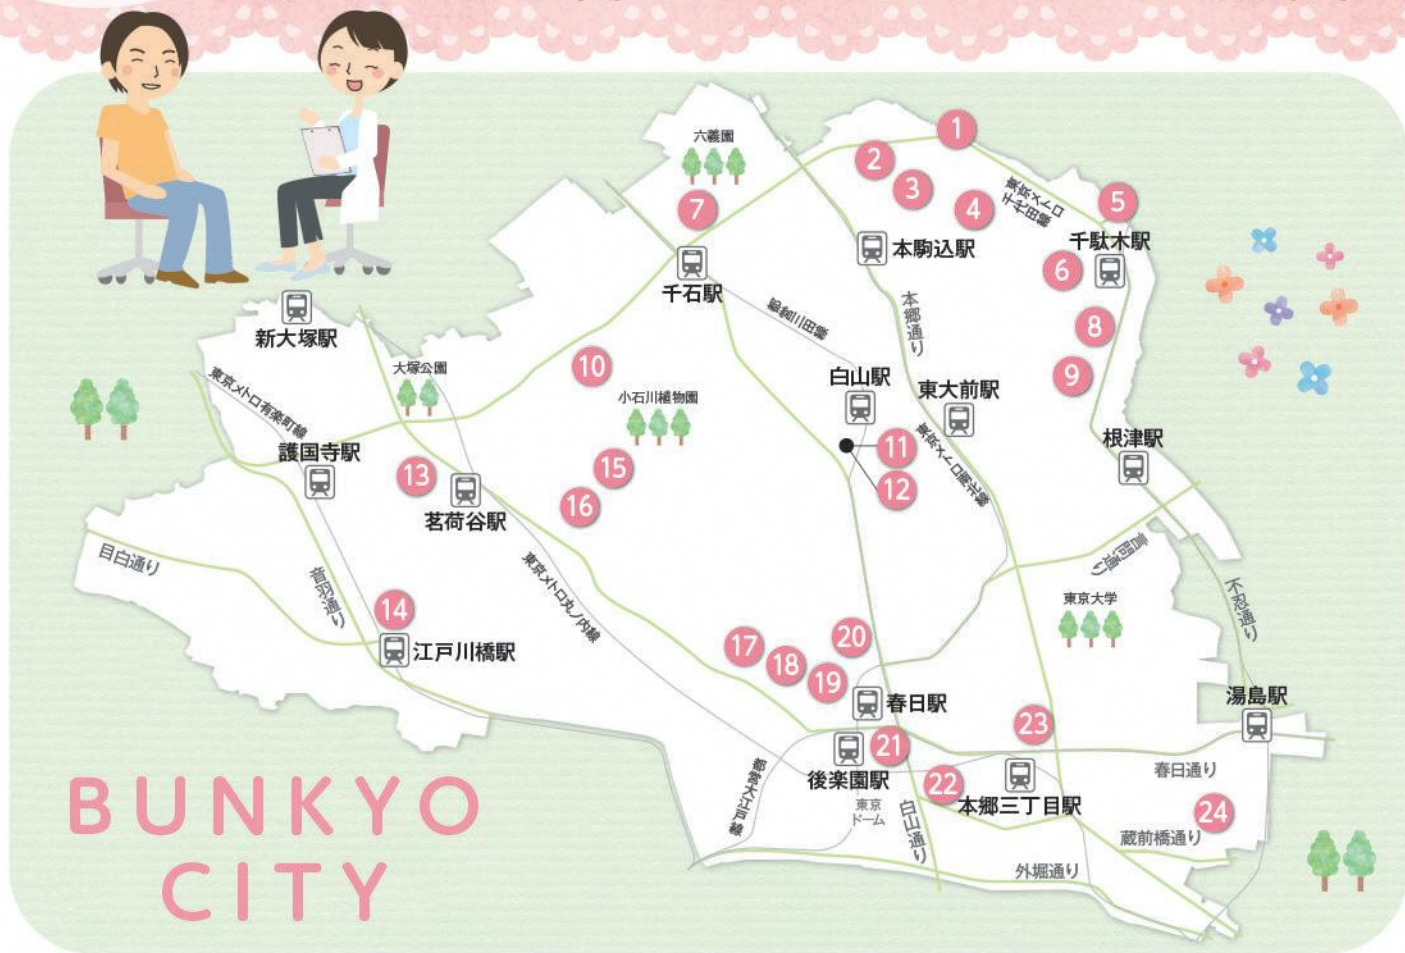 1
六義園
2
3
7
4
東京メトロ
千代田線
5
千駄木駅
本駒込駅
6
千石駅
都営三田線
本郷通り
8
新大塚駅
大塚公園
10
白山駅
9
東京メトロ有楽町線
小石川植物園
東大前駅
護国寺駅
11
東京メトロ南北線
根津駅
13
15
12
茗荷谷駅
16
目白通り
音羽通り
東京メトロ丸ノ内線
言問通り
東京大学
不忍通り
14
江戸川橋駅
17
18
20
19
春日駅
湯島駅
23
21
後楽園駅
都営大江戸線
22
本郷三丁目駅
春日通り
東京
ドーム
白山通り
24
蔵前橋通り
外堀通り
BUNKYO
CITY